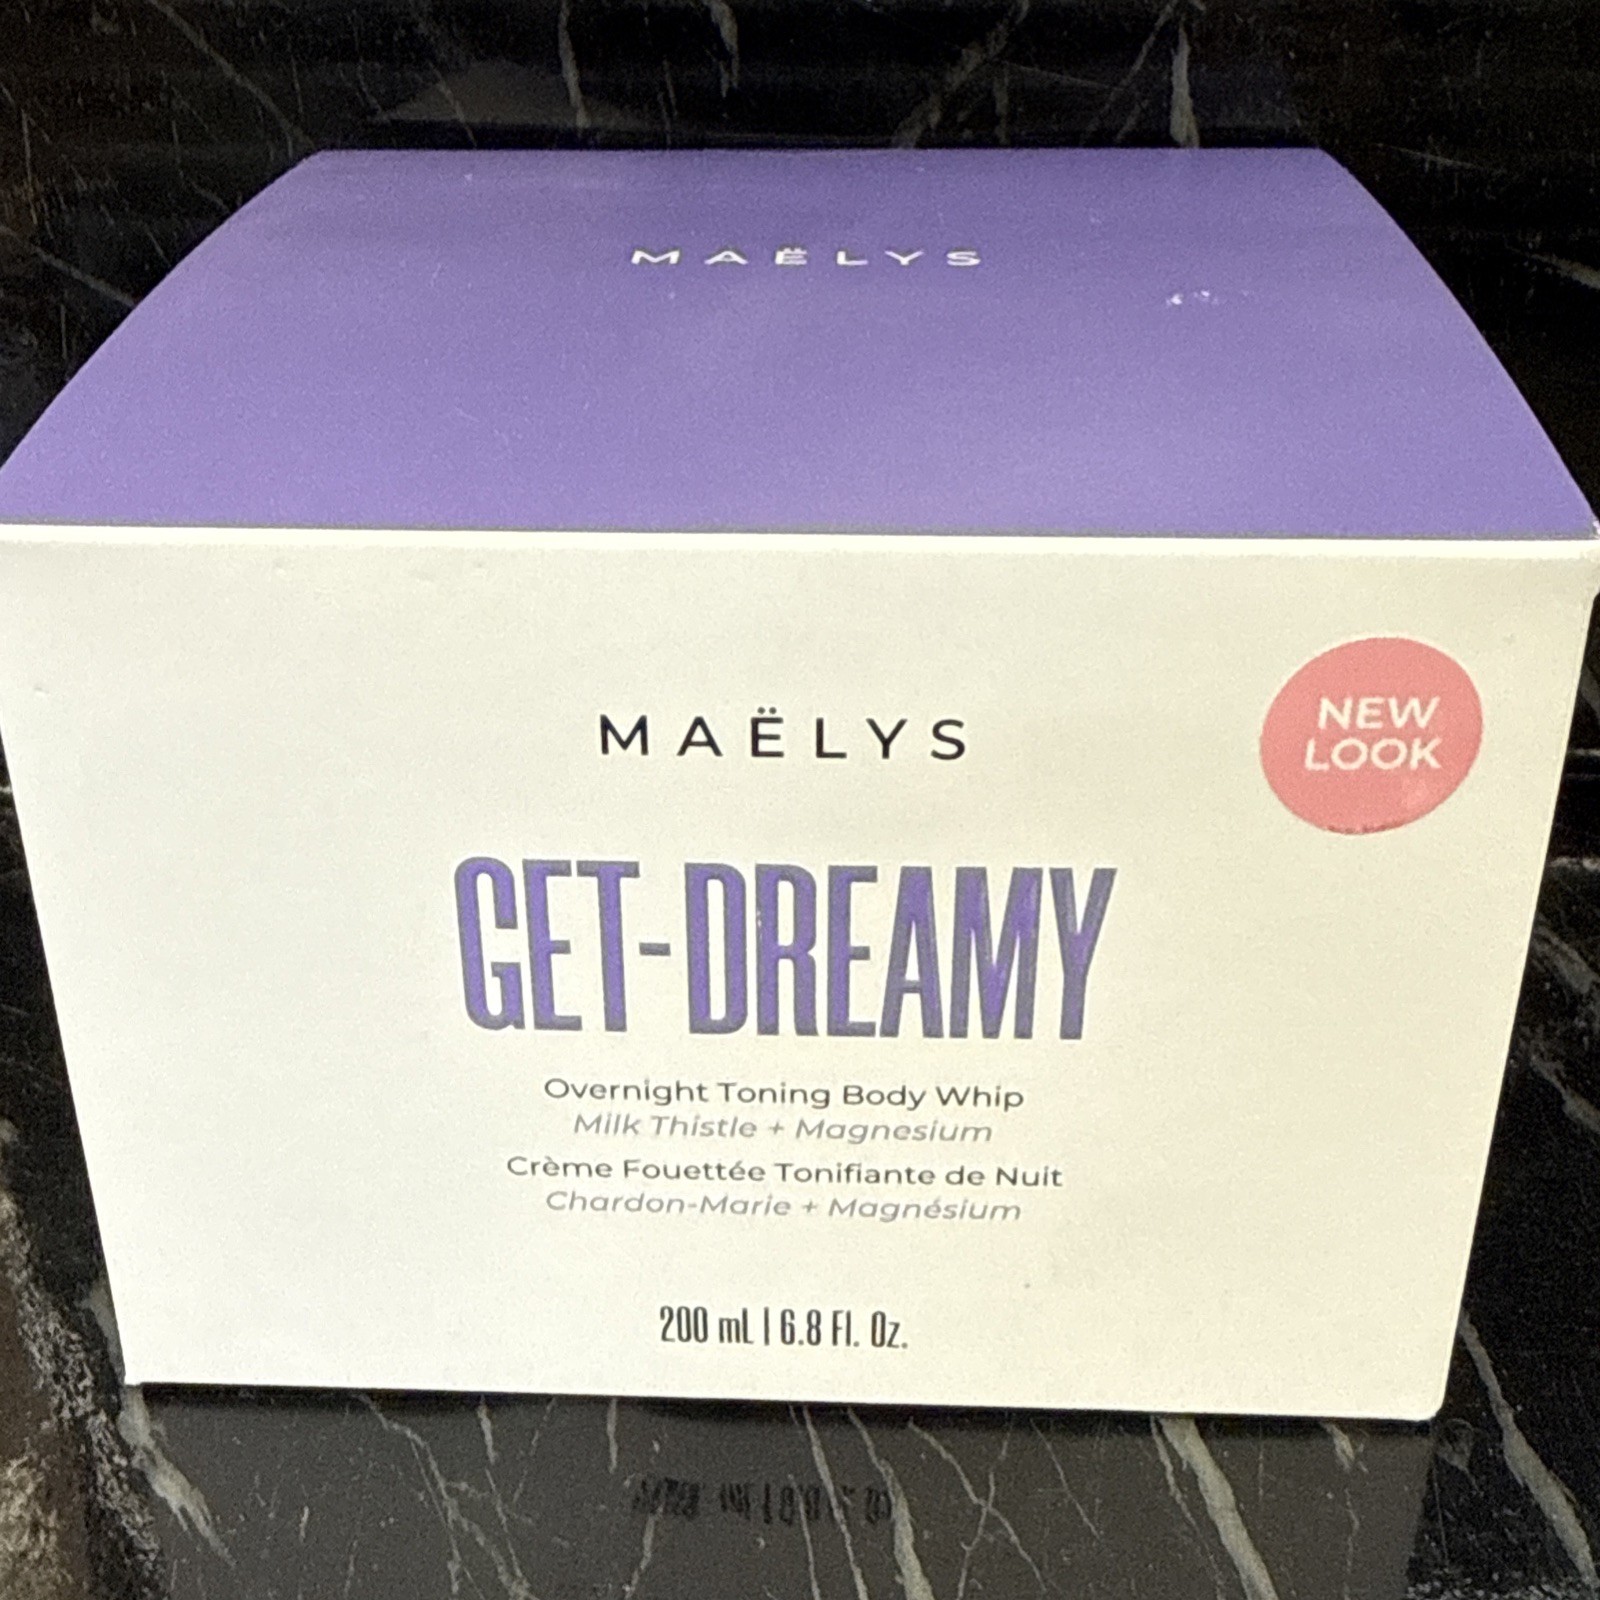 MAËLYS
MAËLYS
NEW
LOOK
GET-DREAMY
Overnight Toning Body Whip
Milk Thistle + Magnesium
Crème Fouettée Tonifiante de Nuit
Chardon-Marie + Magnésium
200 mL | 6.8 Fl. Oz.